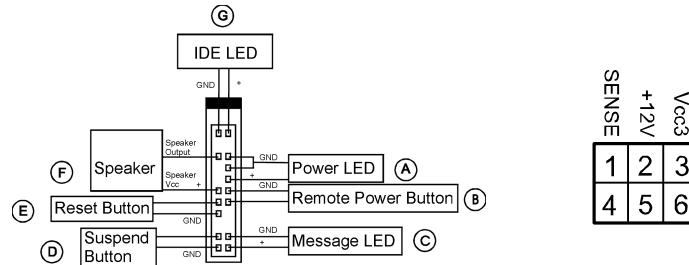 G
IDE LED
GND +
Speaker
Output
Speaker
Vcc +
Speaker
F
GND
+
Power LED
A
GND
Remote Power Button
B
E
Reset Button
GND
D
Suspend
Button
GND
GND
+
Message LED
C
SENSE
+12V
Vcc3
1 2 3
4 5 6